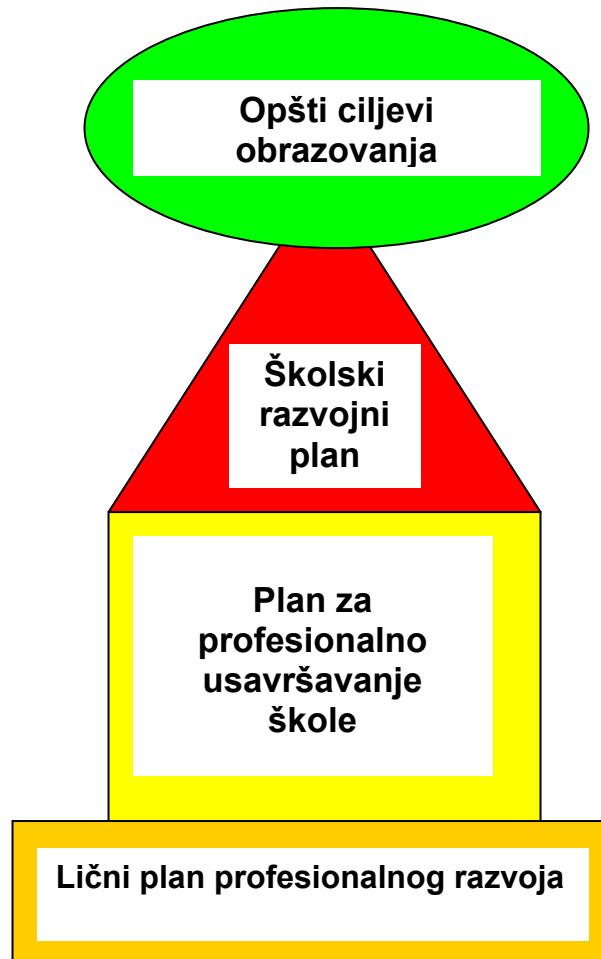 Opšti ciljevi
obrazovanja
Školski
razvojni
plan
Plan za
profesionalno
usavršavanje
škole
Lični plan profesionalnog razvoja